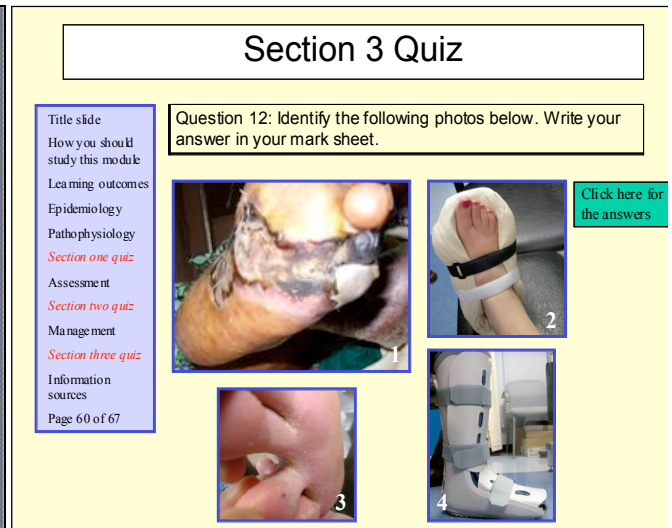 Section 3 Quiz
Title slide
How you should
study this module
Learning outcomes
Epidemiology
Pathophysiology
Section one quiz
Assessment
Section two quiz
Management
Section three quiz
Information
sources
Page 60 of 67
Question 12: Identify the following photos below. Write your
answer in your mark sheet.
Click here for
the answers
1
2
3
4